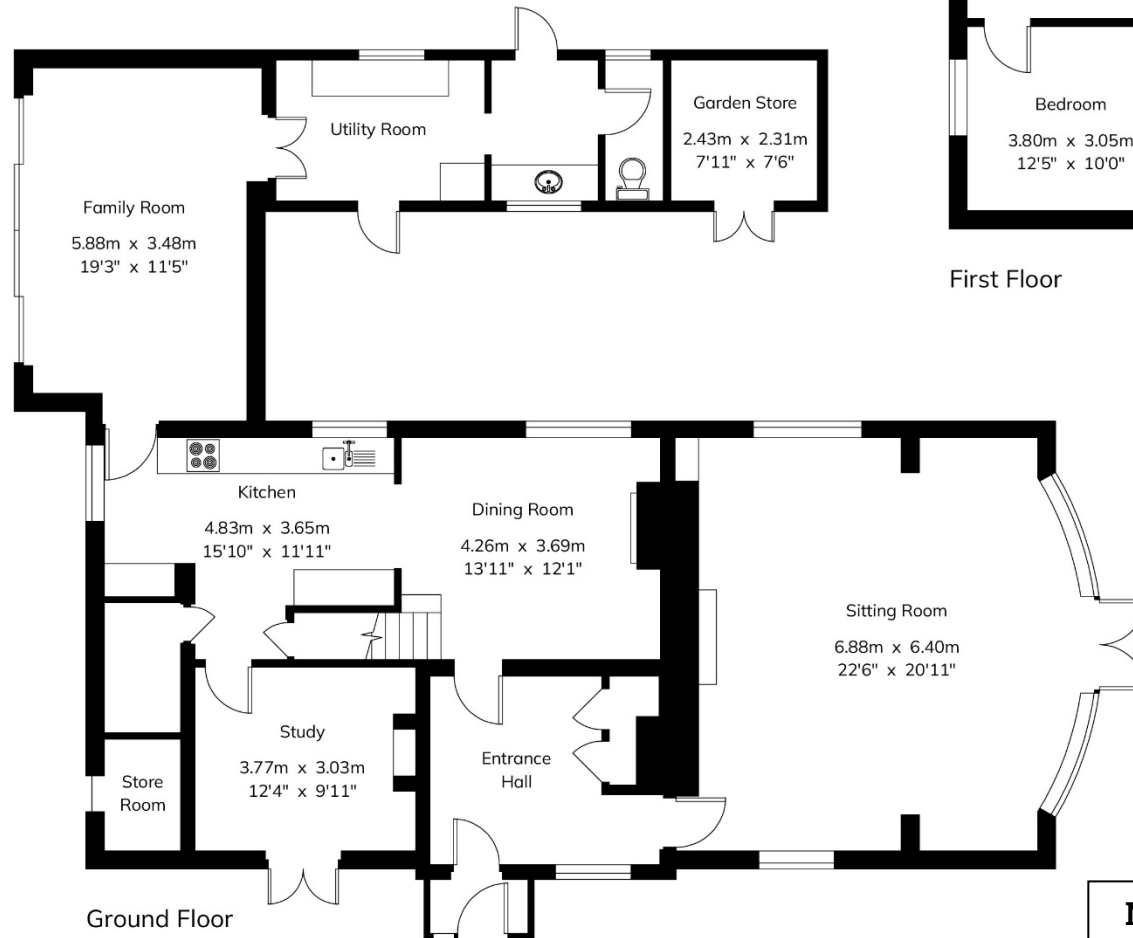 Garden Store
2.43m x 2.31m
7'11" x 7'6"
Utility Room
Bedroom
3.80m x 3.05m
12'5" x 10'0"
Family Room
5.88m x 3.48m
19'3" x 11'5"
First Floor
Kitchen
4.83m x 3.65m
15'10" x 11'11"
Dining Room
4.26m x 3.69m
13'11" x 12'1"
Sitting Room
6.88m x 6.40m
22'6" x 20'11"
Study
3.77m x 3.03m
12'4" x 9'11"
Entrance
Hall
Store
Room
Ground Floor